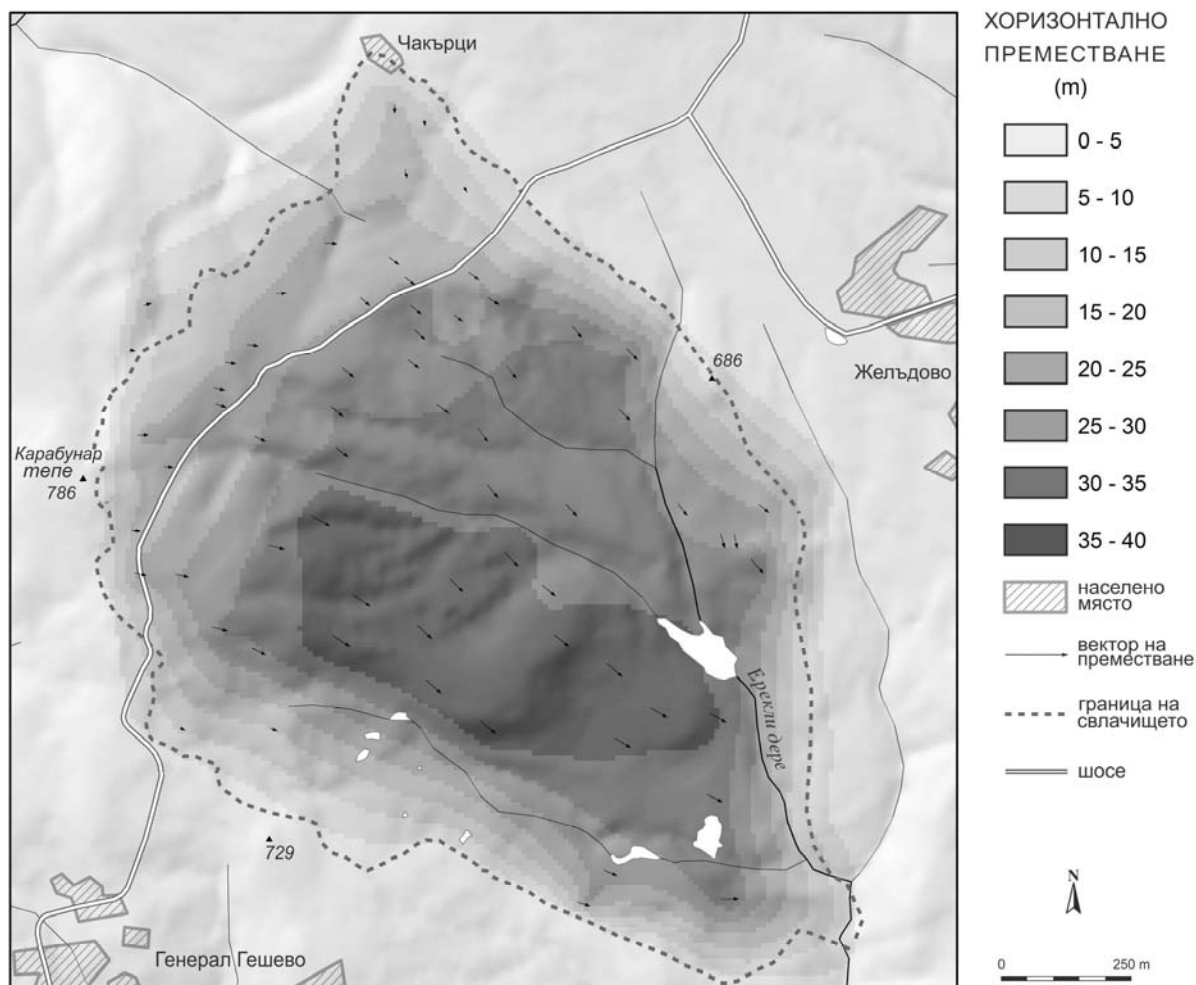 Чакърци
686
Желъдово
Карабунар
тепе
786
Ерекли дере
729
Генерал Гешево
ХОРИЗОНТАЛНО
ПРЕМЕСТВАНЕ
(m)
0 - 5
5 - 10
10 - 15
15 - 20
20 - 25
25 - 30
30 - 35
35 - 40
населено
място
вектор на
преместване
граница на
свлачището
шосе
N
0 250 m